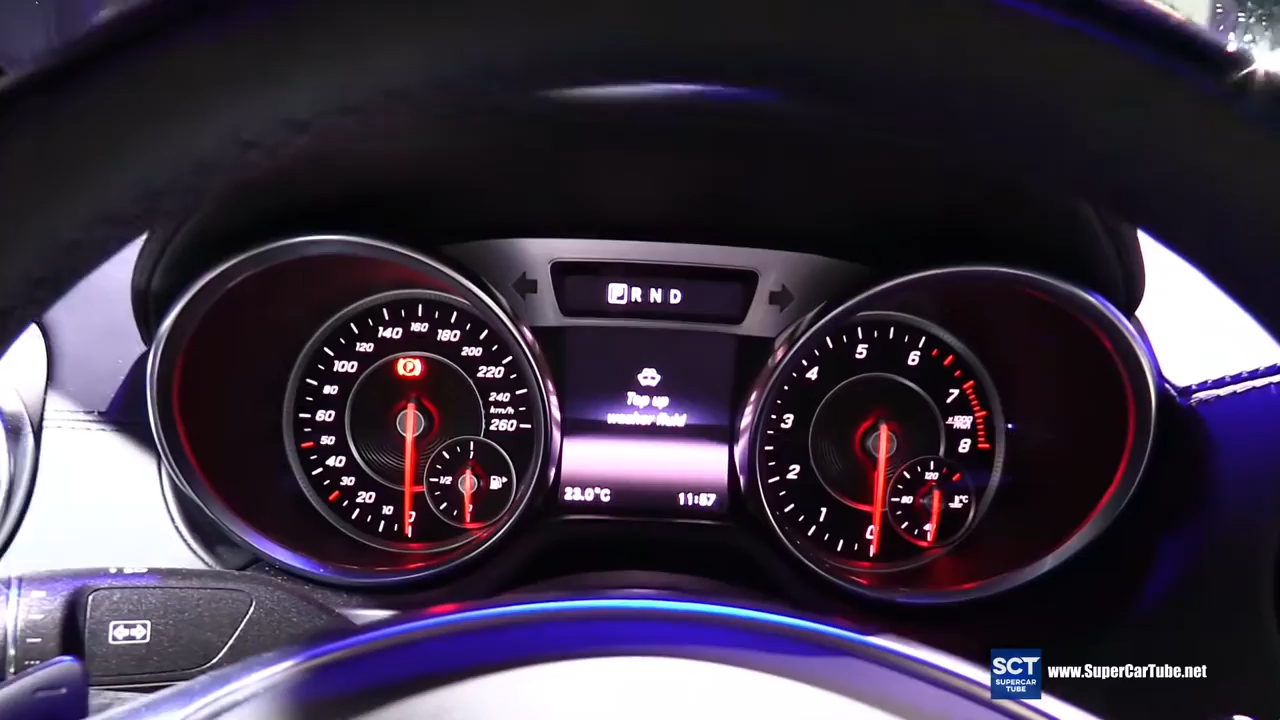 P R N D
140 160 180
120 200
100 220
80 240
km/h
60 260
50
40
30
20
10
0
P
1/2
Top up
washer fluid
23.0°C 11:57
5 6
4 7
x1000
3 8
2
1
0
120
80
°C
40
SCT
SUPERCAR
TUBE
www.SuperCarTube.net